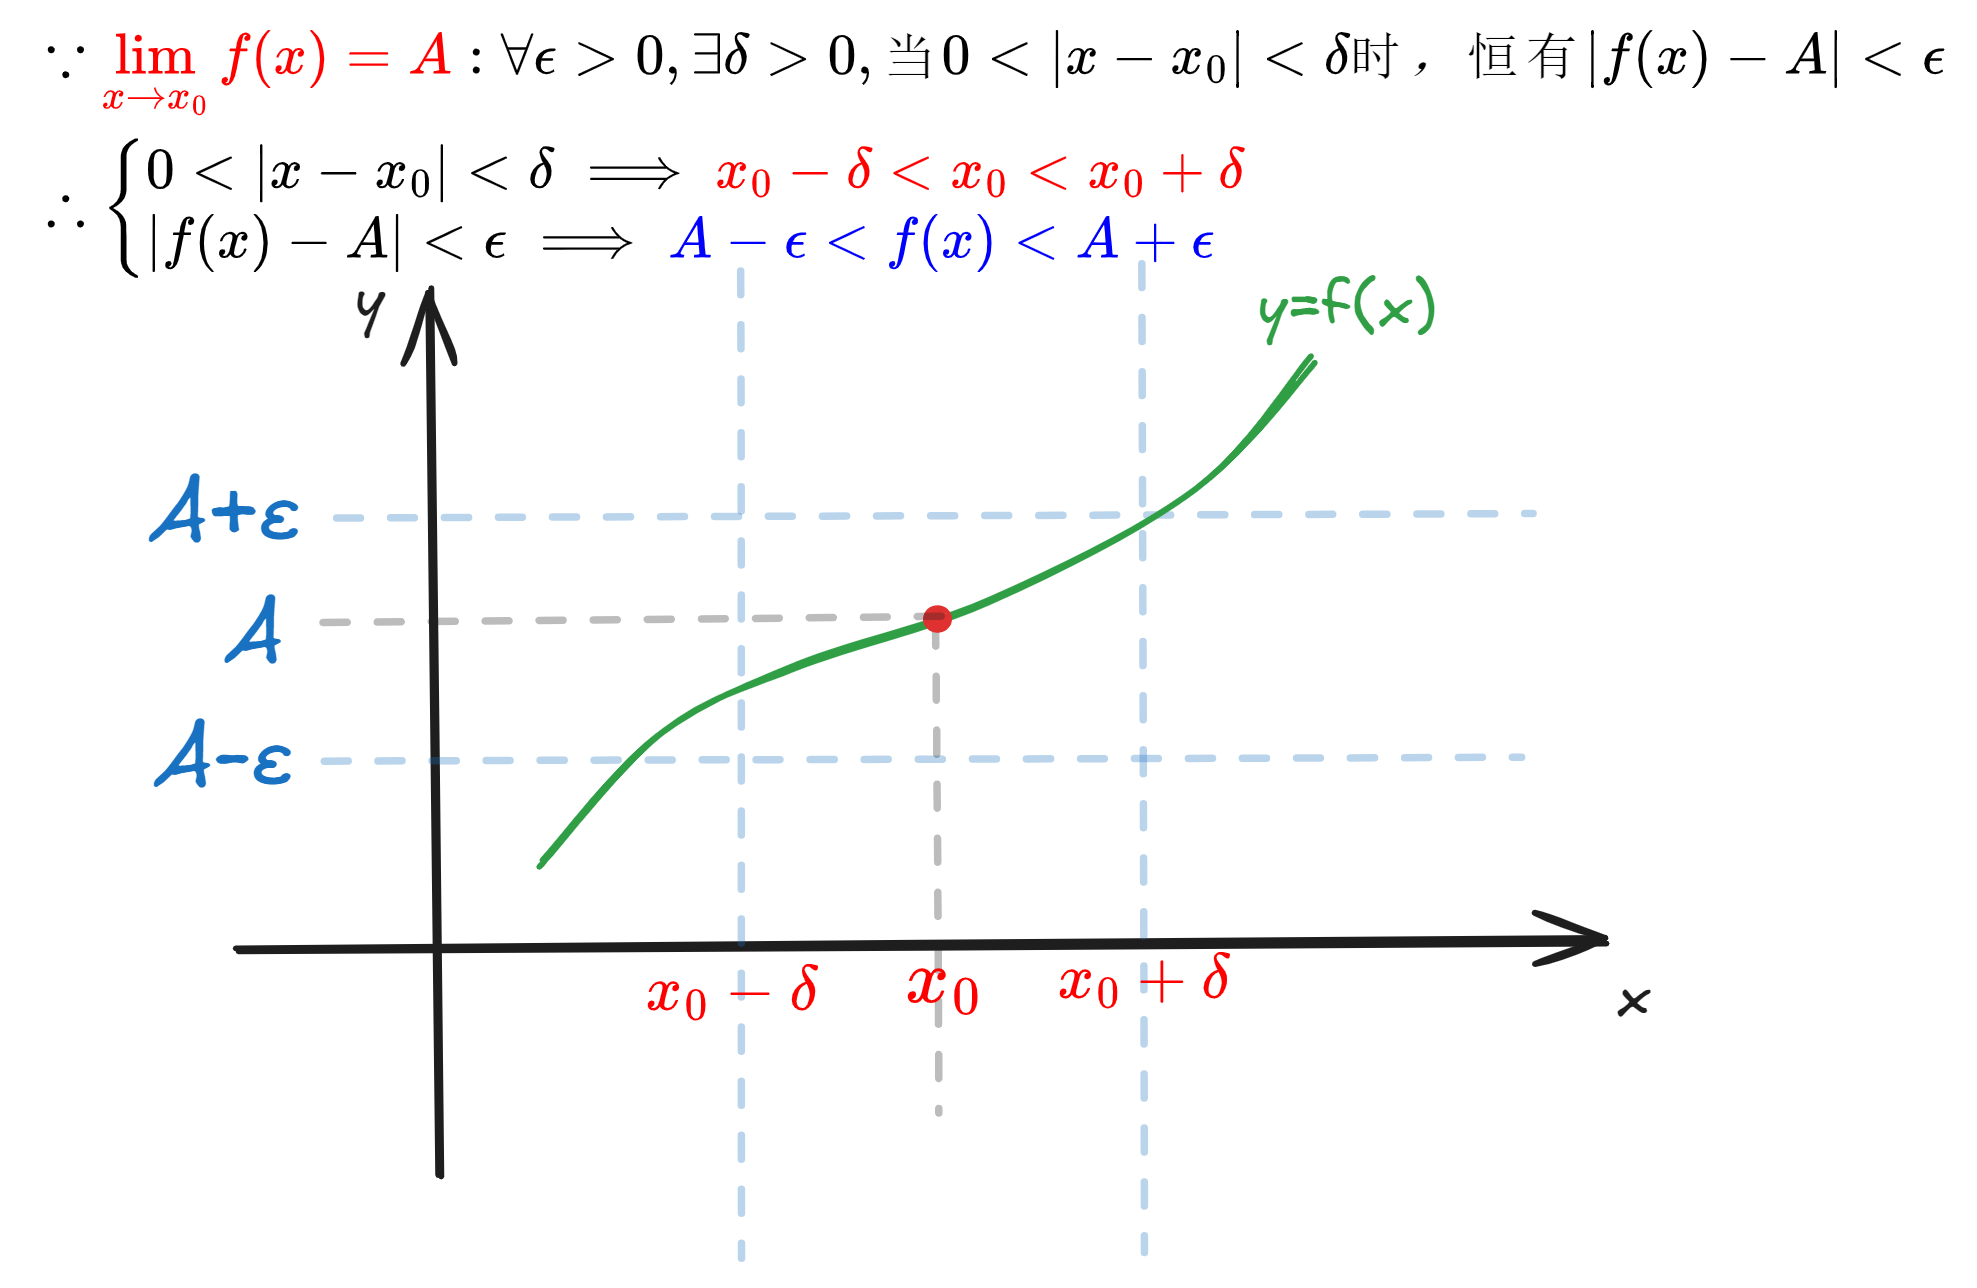 ∵ lim_{x→x₀} f(x) = A : ∀ϵ > 0, ∃δ > 0, 当 0 < |x − x₀| < δ时， 恒有|f(x) − A| < ϵ
∴ { 0 < |x − x₀| < δ ⟹ x₀ − δ < x₀ < x₀ + δ
|f(x) − A| < ϵ ⟹ A − ϵ < f(x) < A + ϵ
y
y=f(x)
A+ε
A
A-ε
x₀ − δ
x₀
x₀ + δ
x